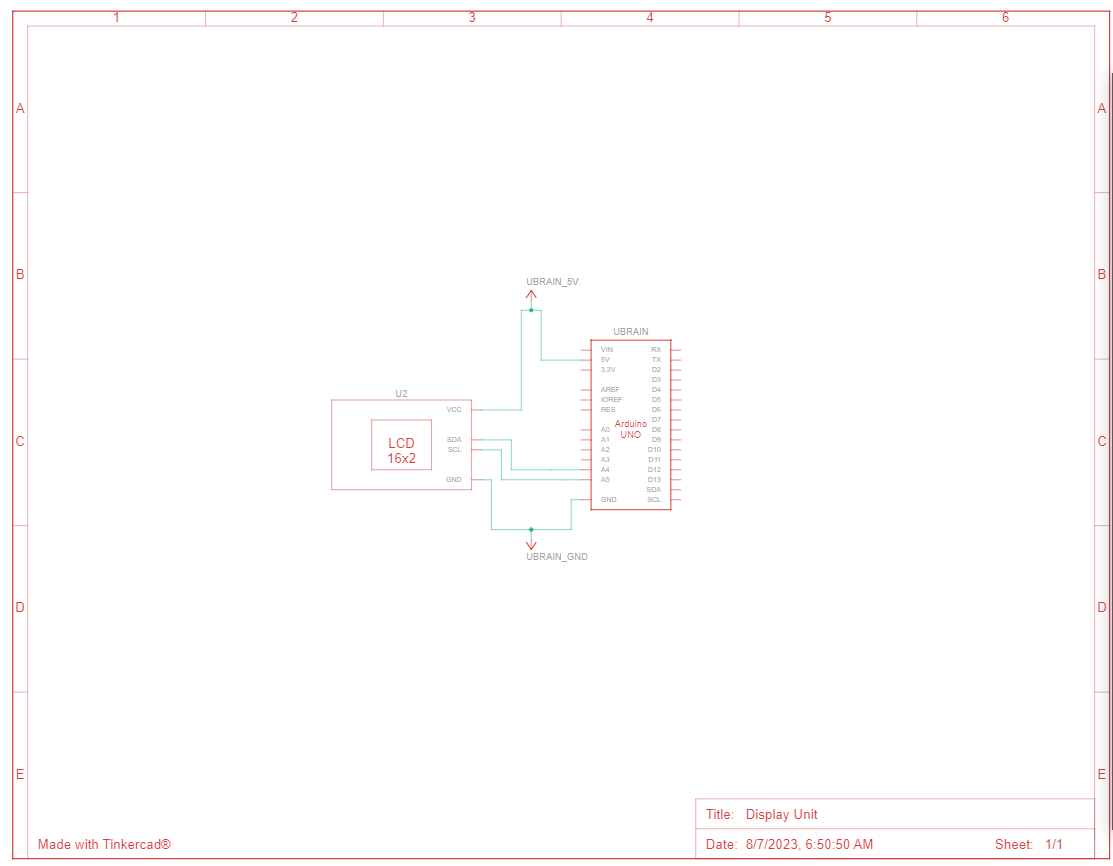 1 2 3 4 5 6
A A
B B
UBRAIN_5V
UBRAIN
VIN RX
5V TX
3.3V D2
D3
AREF D4
IOREF D5
RES D6
D7
A0 D8
A1 D9
A2 D10
A3 D11
A4 D12
A5 D13
SDA
GND SCL
Arduino
UNO
U2
VCC
SDA
SCL
GND
LCD
16x2
C C
UBRAIN_GND
D D
E E
Title: Display Unit
Made with Tinkercad®
Date: 8/7/2023, 6:50:50 AM Sheet: 1/1